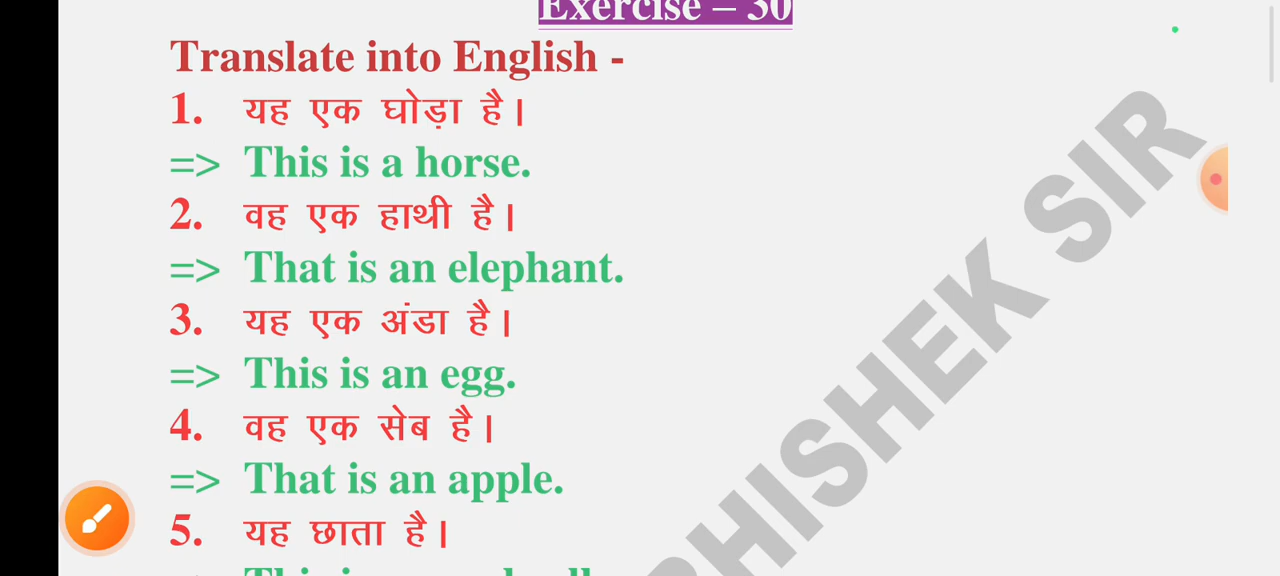 Exercise – 30
Translate into English -
1. यह एक घोड़ा है।
=> This is a horse.
2. वह एक हाथी है।
=> That is an elephant.
3. यह एक अंडा है।
=> This is an egg.
4. वह एक सेब है।
=> That is an apple.
5. यह छाता है।
HISHEK SIR